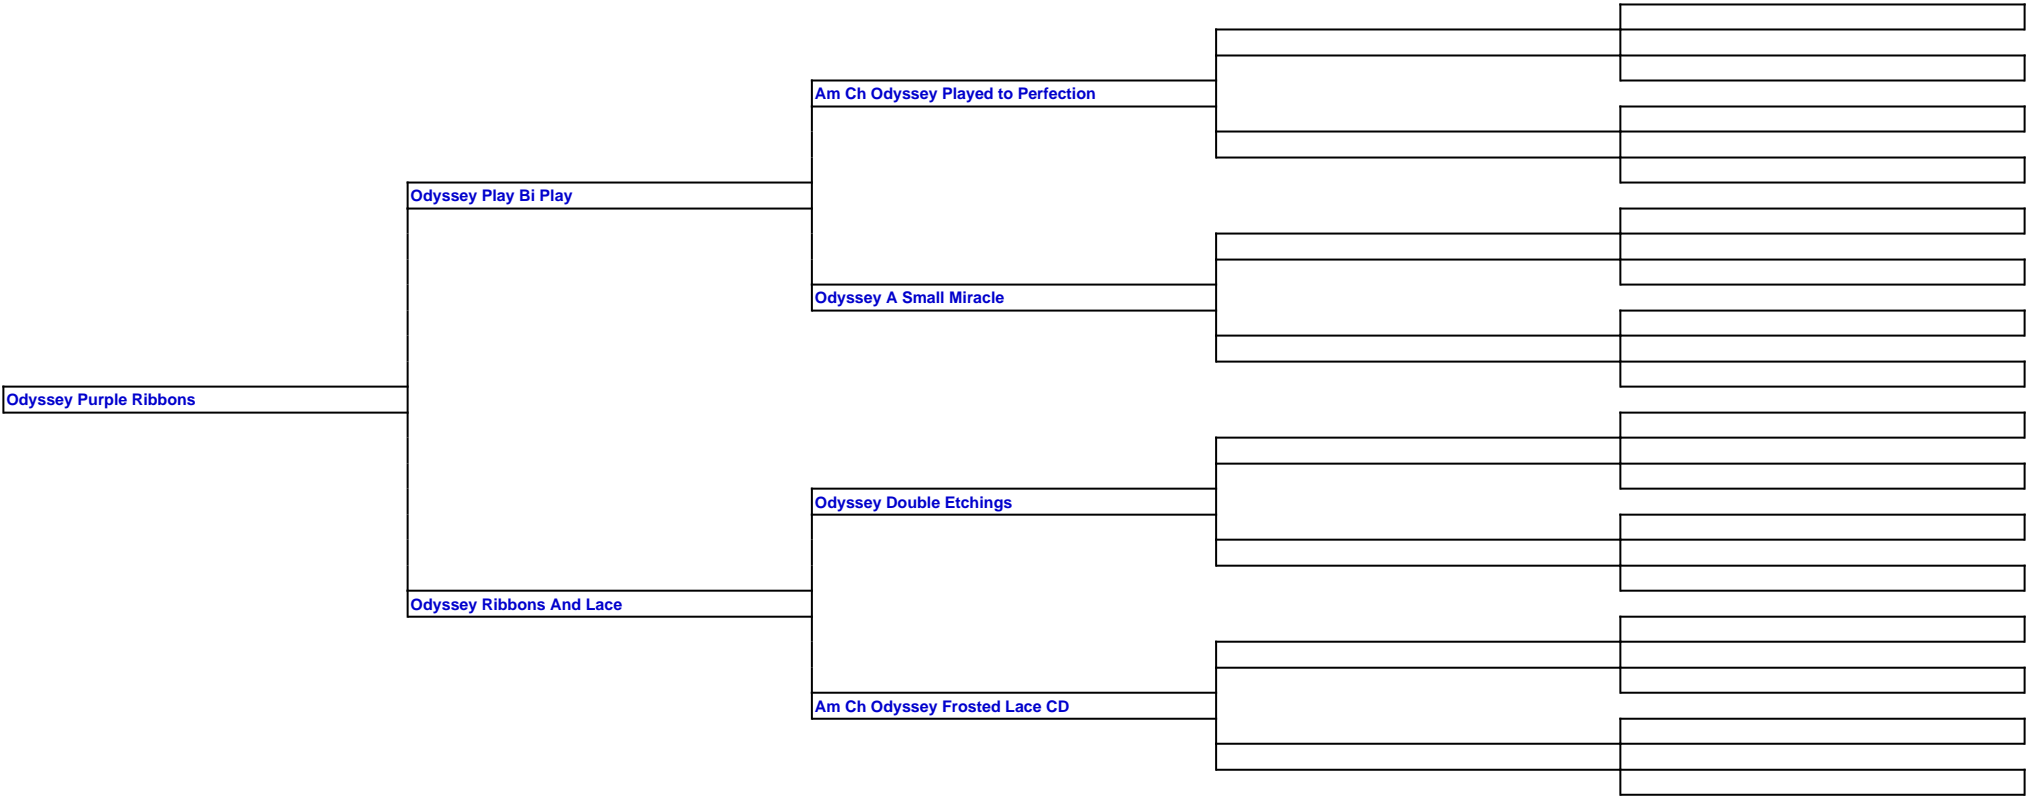 Am Ch Odyssey Played to Perfection
Odyssey Play Bi Play
Odyssey A Small Miracle
Odyssey Purple Ribbons
Odyssey Double Etchings
Odyssey Ribbons And Lace
Am Ch Odyssey Frosted Lace CD